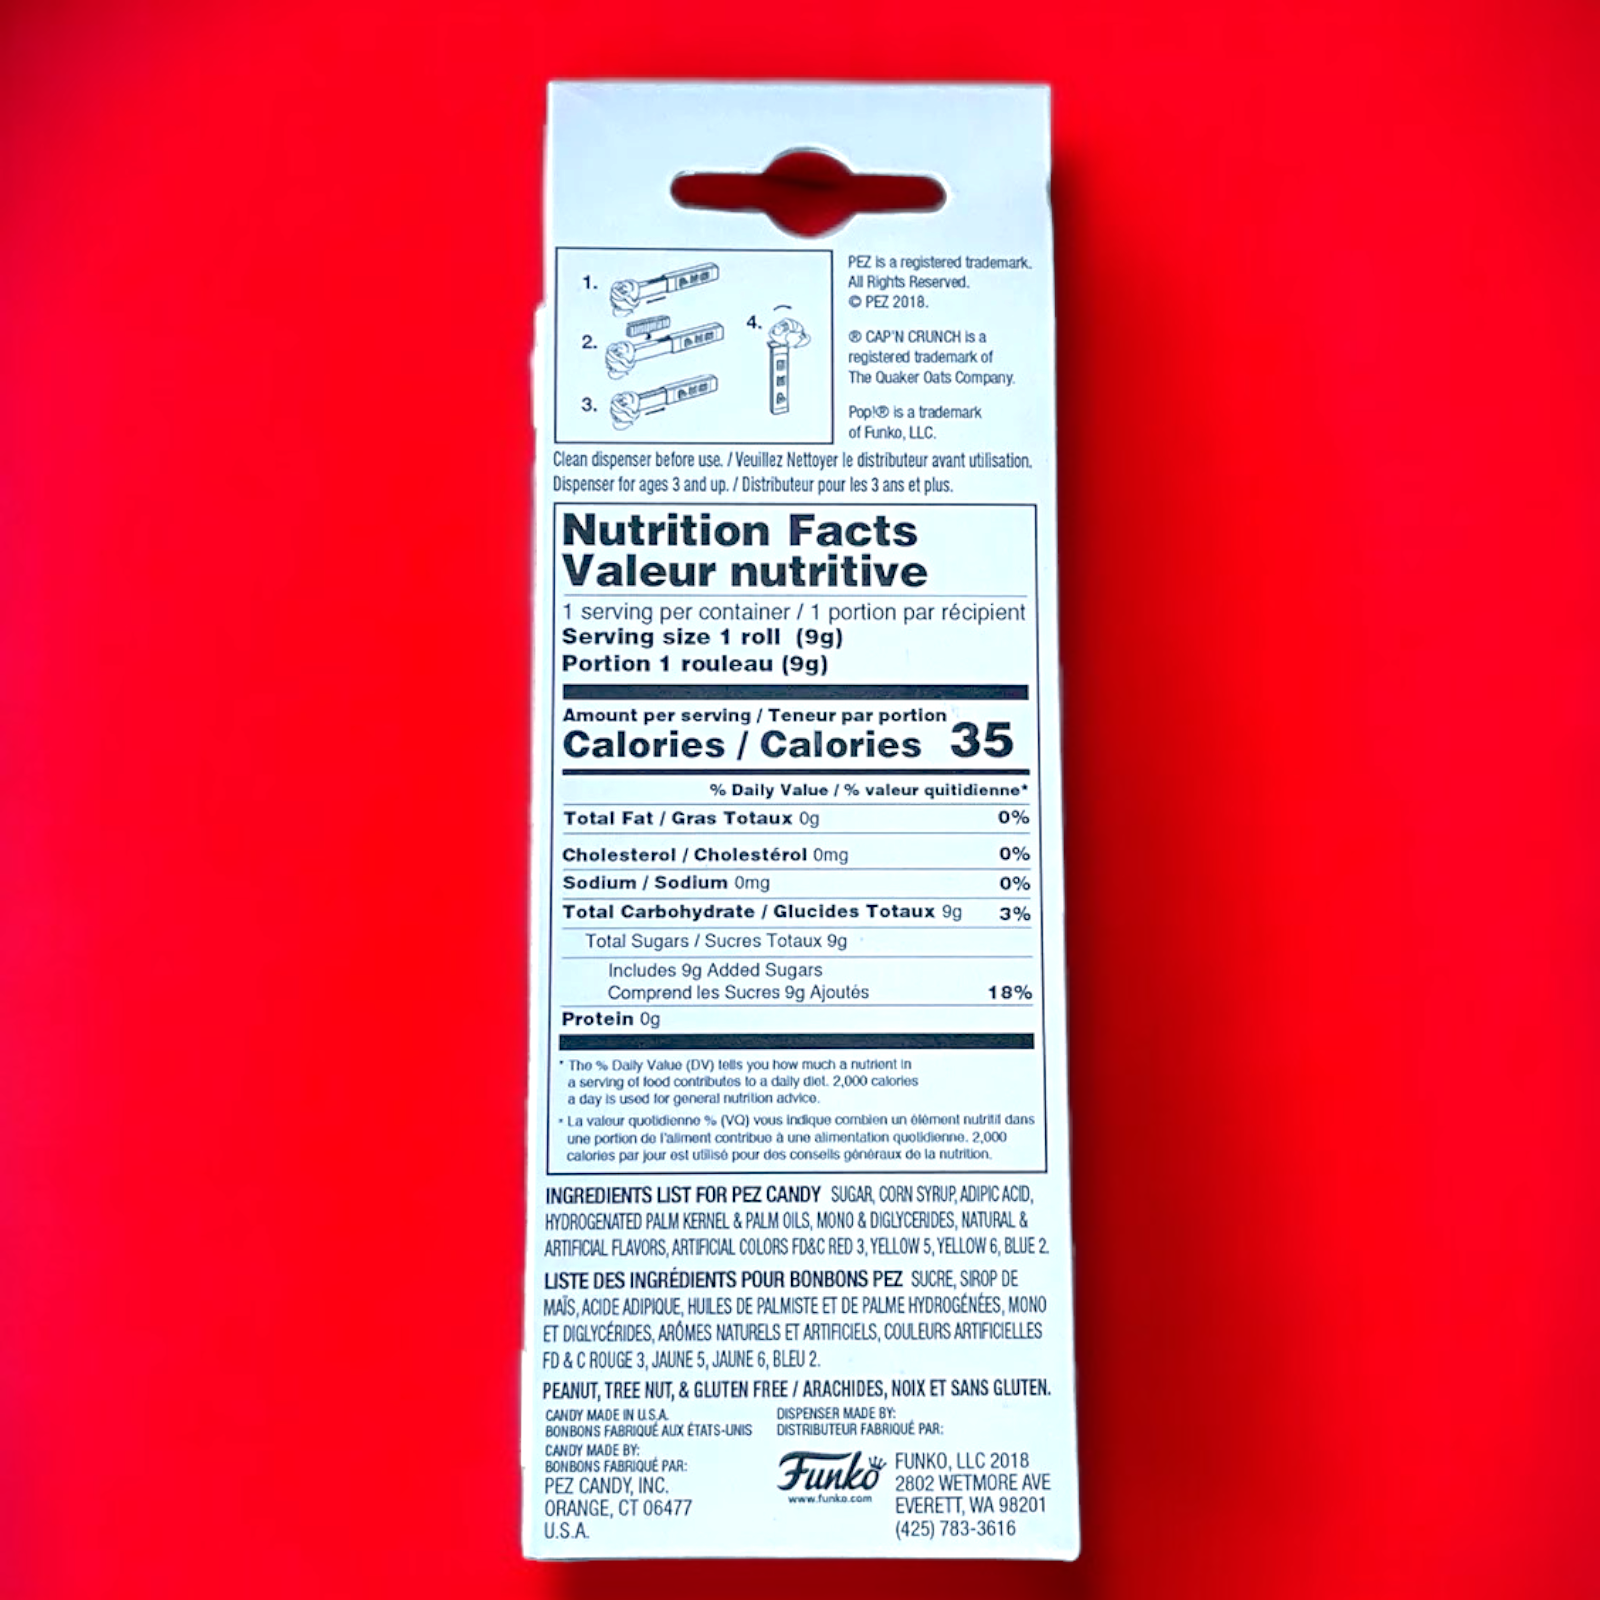 1.
2.
3.
4.
PEZ is a registered trademark.
All Rights Reserved.
© PEZ 2018.
® CAP'N CRUNCH is a
registered trademark of
The Quaker Oats Company.
Pop!® is a trademark
of Funko, LLC.
Clean dispenser before use. / Veuillez Nettoyer le distributeur avant utilisation.
Dispenser for ages 3 and up. / Distributeur pour les 3 ans et plus.
Nutrition Facts
Valeur nutritive
1 serving per container / 1 portion par récipient
Serving size 1 roll (9g)
Portion 1 rouleau (9g)
Amount per serving / Teneur par portion
Calories / Calories 35
% Daily Value / % valeur quitidienne*
Total Fat / Gras Totaux 0g 0%
Cholesterol / Cholestérol 0mg 0%
Sodium / Sodium 0mg 0%
Total Carbohydrate / Glucides Totaux 9g 3%
Total Sugars / Sucres Totaux 9g
Includes 9g Added Sugars
Comprend les Sucres 9g Ajoutés 18%
Protein 0g
* The % Daily Value (DV) tells you how much a nutrient in
a serving of food contributes to a daily diet. 2,000 calories
a day is used for general nutrition advice.
* La valeur quotidienne % (VQ) vous indique combien un élément nutritif dans
une portion de l'aliment contribue à une alimentation quotidienne. 2,000
calories par jour est utilisé pour des conseils généraux de la nutrition.
INGREDIENTS LIST FOR PEZ CANDY SUGAR, CORN SYRUP, ADIPIC ACID,
HYDROGENATED PALM KERNEL & PALM OILS, MONO & DIGLYCERIDES, NATURAL &
ARTIFICIAL FLAVORS, ARTIFICIAL COLORS FD&C RED 3, YELLOW 5, YELLOW 6, BLUE 2.
LISTE DES INGRÉDIENTS POUR BONBONS PEZ SUCRE, SIROP DE
MAÏS, ACIDE ADIPIQUE, HUILES DE PALMISTE ET DE PALME HYDROGÉNÉES, MONO
ET DIGLYCÉRIDES, ARÔMES NATURELS ET ARTIFICIELS, COULEURS ARTIFICIELLES
FD & C ROUGE 3, JAUNE 5, JAUNE 6, BLEU 2.
PEANUT, TREE NUT, & GLUTEN FREE / ARACHIDES, NOIX ET SANS GLUTEN.
CANDY MADE IN U.S.A.
BONBONS FABRIQUÉ AUX ÉTATS-UNIS
CANDY MADE BY:
BONBONS FABRIQUÉ PAR:
PEZ CANDY, INC.
ORANGE, CT 06477
U.S.A.
DISPENSER MADE BY:
DISTRIBUTEUR FABRIQUÉ PAR:
Funko
www.funko.com
FUNKO, LLC 2018
2802 WETMORE AVE
EVERETT, WA 98201
(425) 783-3616